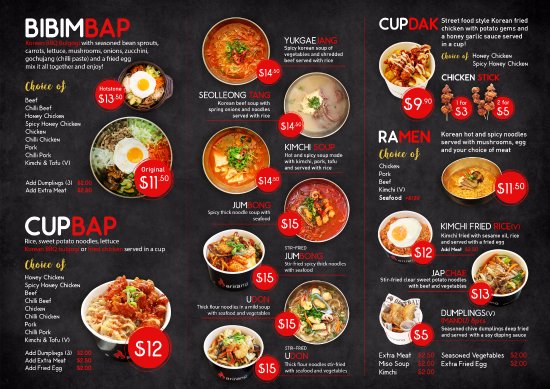 BIBIMBAP
Korean BBQ Bulgogi with seasoned bean sprouts,
carrots, lettuce, mushrooms, onions, zucchini,
gochujang (chilli paste) and a fried egg
mix it all together and enjoy!
Choice of
Beef
Chilli Beef
Honey Chicken
Spicy Honey Chicken
Chicken
Chilli Chicken
Pork
Chilli Pork
Kimchi & Tofu (V)
Add Dumplings (3) $2.00
Add Extra Meat $2.50
Hotstone
$13.50
Original
$11.50
CUPBAP
Rice, sweet potato noodles, lettuce
Korean BBQ bulgogi or fried chicken served in a cup
Choice of
Honey Chicken
Spicy Honey Chicken
Beef
Chilli Beef
Chicken
Chilli Chicken
Pork
Chilli Pork
Kimchi & Tofu (V)
Add Dumplings (3) $2.00
Add Extra Meat $2.50
Add Fried Egg $2.00
$12
YUKGAEJANG
Spicy korean soup of
vegetables and shredded
beef served with rice
$14.50
SEOLLEONG TANG
Korean beef soup with
spring onions and noodles
served with rice
$14.50
KIMCHI SOUP
Hot and spicy soup made
with kimchi, pork, tofu
and served with rice
$14.50
JUMBONG
Spicy thick noodle soup with
seafood
$15
STIR-FRIED
JUMBONG
Stir-fried spicy thick noodles
with seafood
$15
UDON
Thick flour noodles in a mild soup
with seafood and vegetables
$15
STIR-FRIED
UDON
Thick flour noodles stir-fried
with seafood and vegetables
$15
CUPDAK
Street food style Korean fried
chicken with potato gems and
a honey garlic sauce served
in a cup!
Choice of
Honey Chicken
Spicy Honey Chicken
$9.90
CHICKEN STICK
1 for
$3
2 for
$5
RAMEN
Korean hot and spicy noodles
served with mushrooms, egg
and your choice of meat
Choice of
Chicken
Pork
Beef
Kimchi (V)
Seafood
$11.50
KIMCHI FRIED RICE(V)
Kimchi fried with sesame oil, rice
and served with a fried egg
Add Meat $2.50
$12
JAPCHAE
Stir-fried clear sweet potato noodles
with beef and vegetables
$13
DUMPLINGS(V)
Seasoned chive dumplings deep fried
and served with a soy dipping sauce
$5
Extra Meat $2.50
Miso Soup $2.00
Kimchi $2.00
Seasoned Vegetables $2.00
Extra Fried Egg $2.00